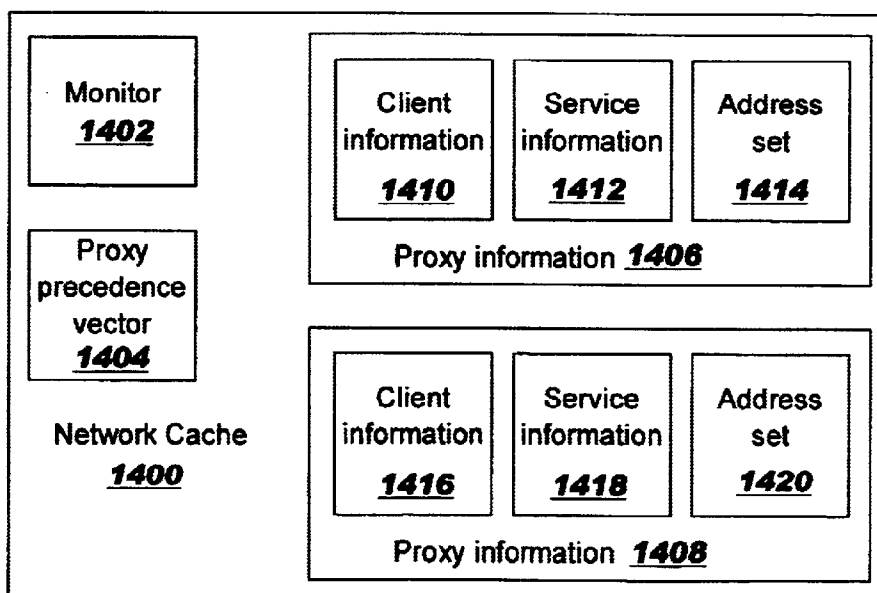 Monitor
1402
Proxy
precedence
vector
1404
Network Cache
1400
Client
information
1410
Service
information
1412
Address
set
1414
Proxy information 1406
Client
information
1416
Service
information
1418
Address
set
1420
Proxy information 1408